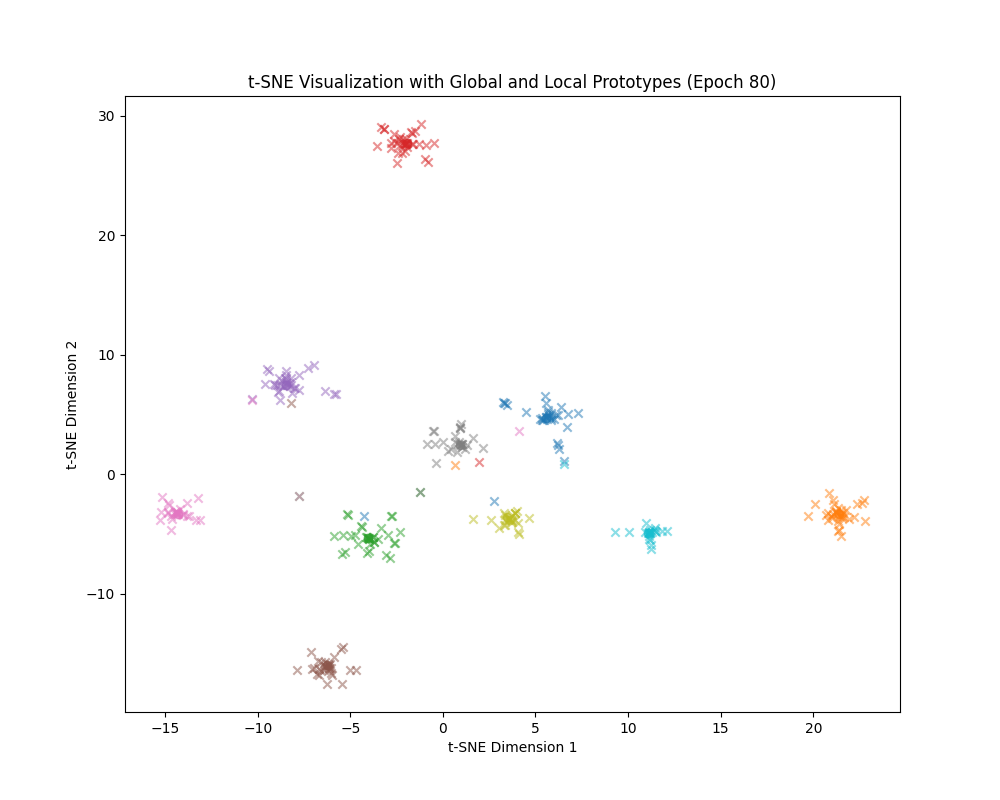 t-SNE Visualization with Global and Local Prototypes (Epoch 80)
30
20
10
0
−10
t-SNE Dimension 2
−15 −10 −5 0 5 10 15 20
t-SNE Dimension 1